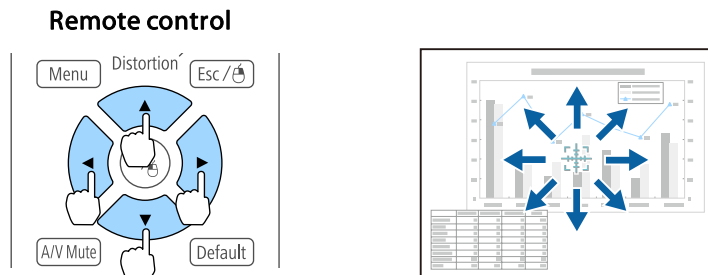 Remote control
Distortion
Menu
Esc/
A/V Mute
Default